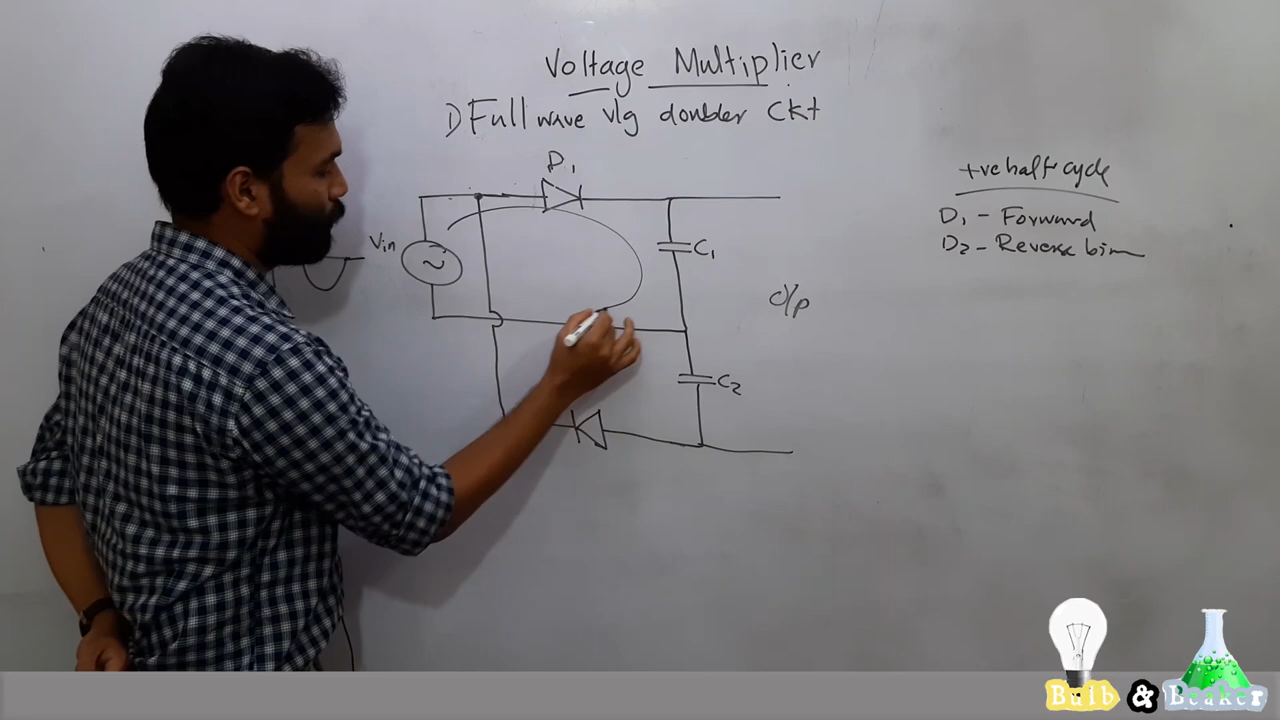 Voltage Multiplier
1) Full wave vlg doubler Ckt
D1
+ve half cycle
D1 - Forward
D2 - Reverse bias
Vin
C1
o/p
C2
Bulb & Beaker